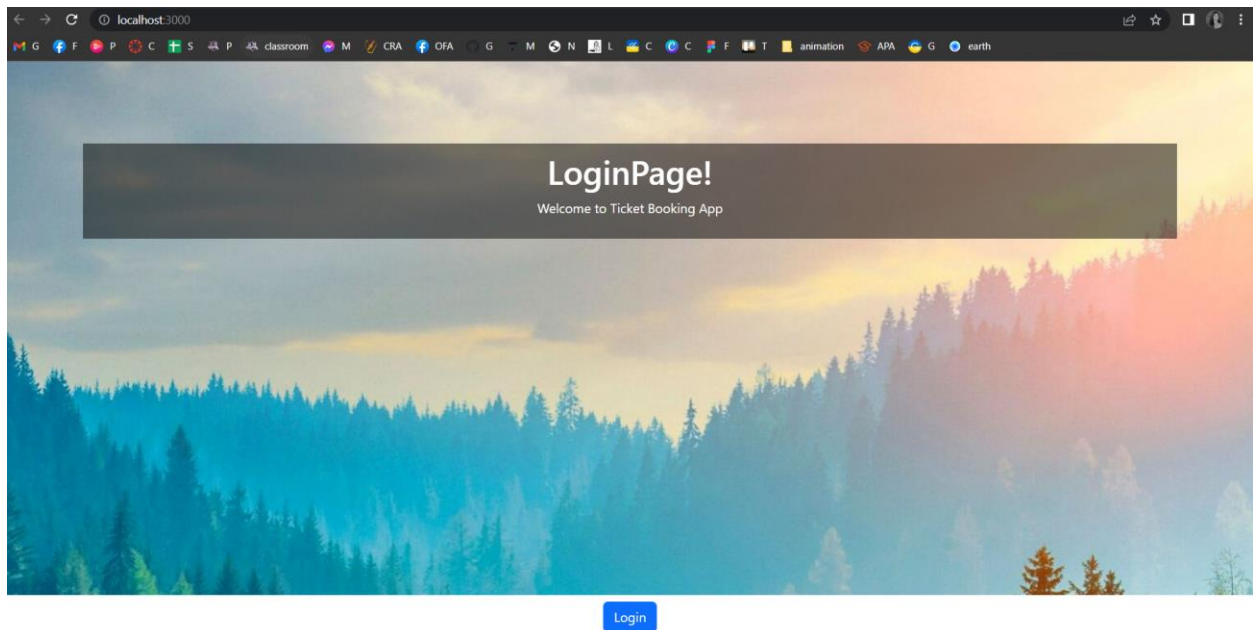 localhost:3000
G F P C S P classroom M CRA OFA G M N L C C F T animation APA G earth
LoginPage!
Welcome to Ticket Booking App
Login